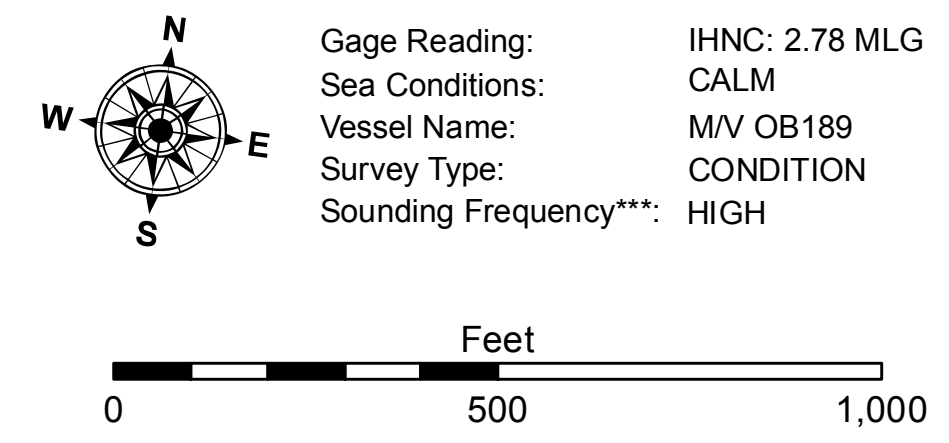 N
W
E
S
Gage Reading: IHNC: 2.78 MLG
Sea Conditions: CALM
Vessel Name: M/V OB189
Survey Type: CONDITION
Sounding Frequency***: HIGH
Feet
0 500 1,000